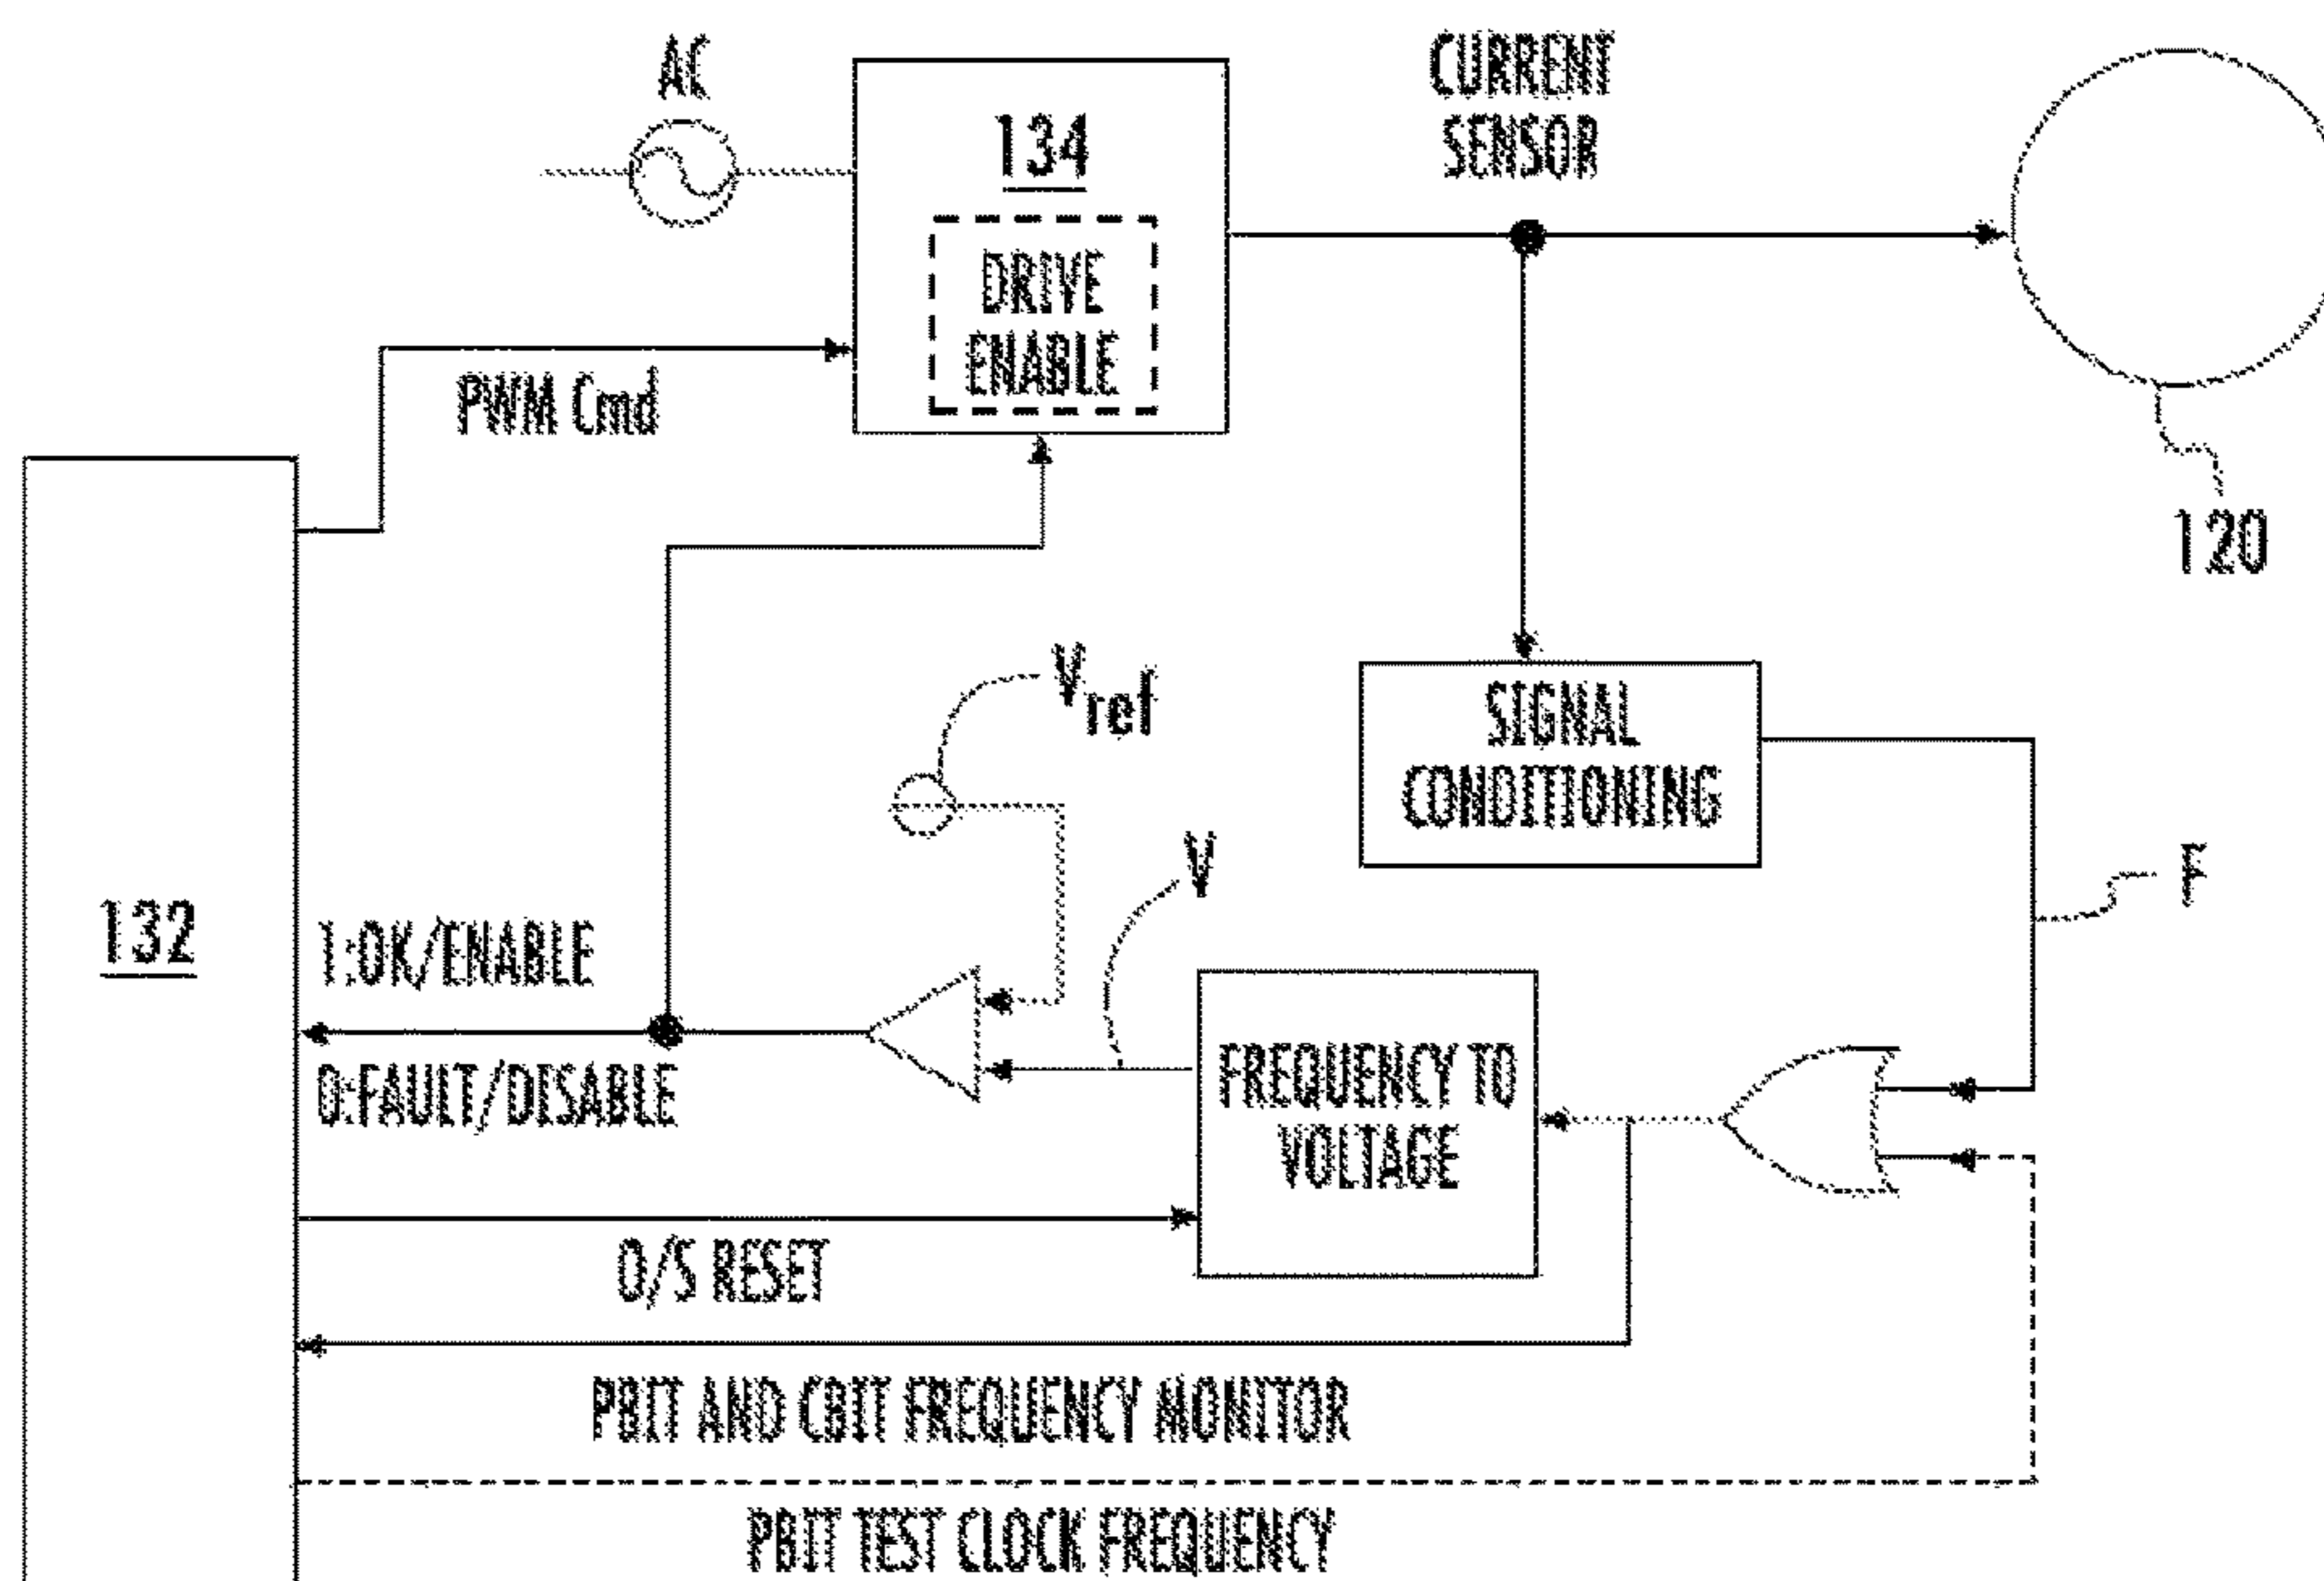 AC
134
DRIVE
ENABLE
CURRENT
SENSOR
PWM Cmd
120
Vref
SIGNAL
CONDITIONING
V
F
132
1:OK/ENABLE
0:FAULT/DISABLE
FREQUENCY TO
VOLTAGE
O/S RESET
PBIT AND CBIT FREQUENCY MONITOR
PBIT TEST CLOCK FREQUENCY